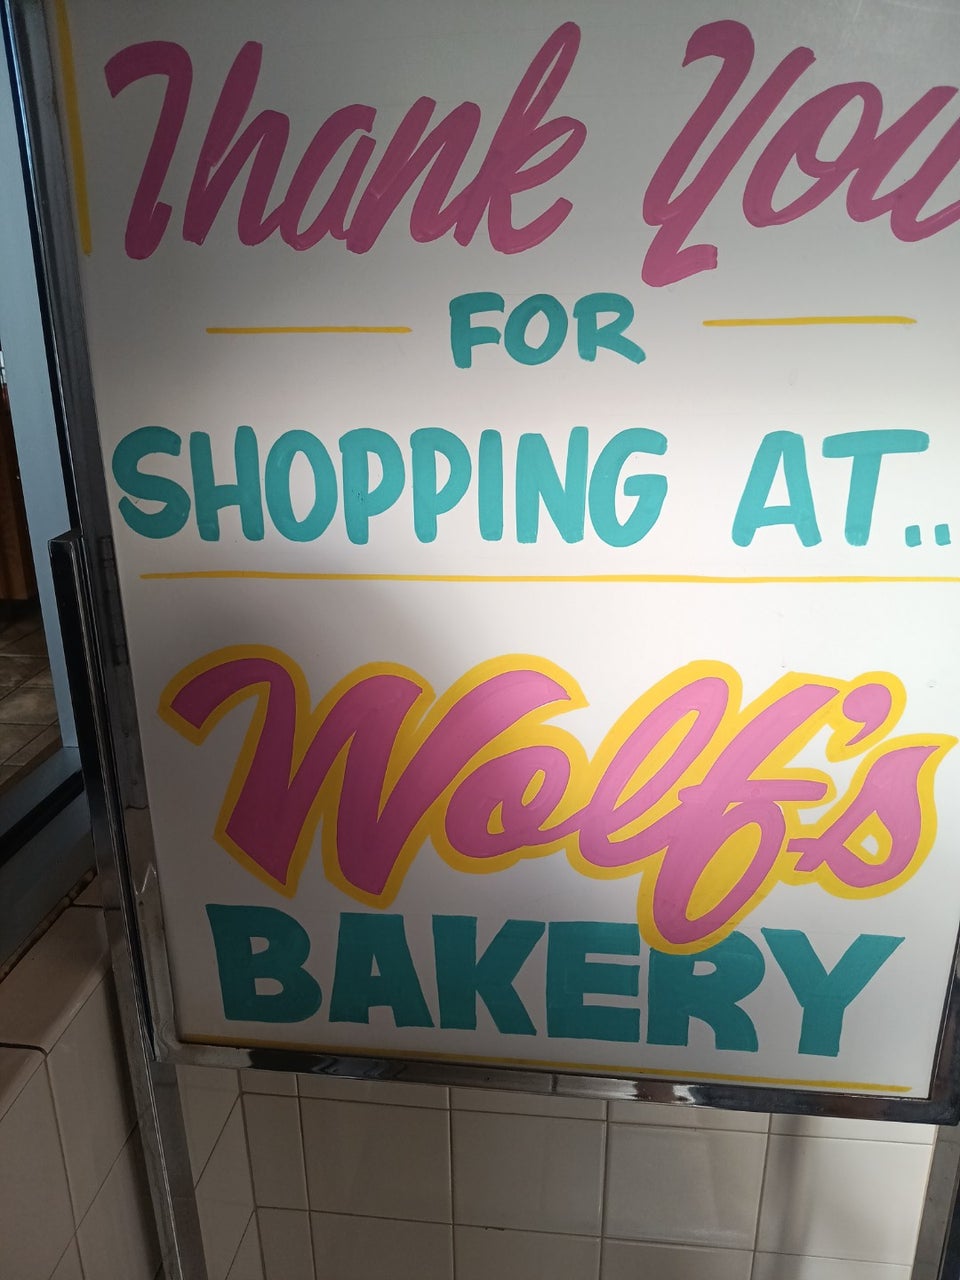 Thank You
FOR
SHOPPING AT..
Wolf's
BAKERY